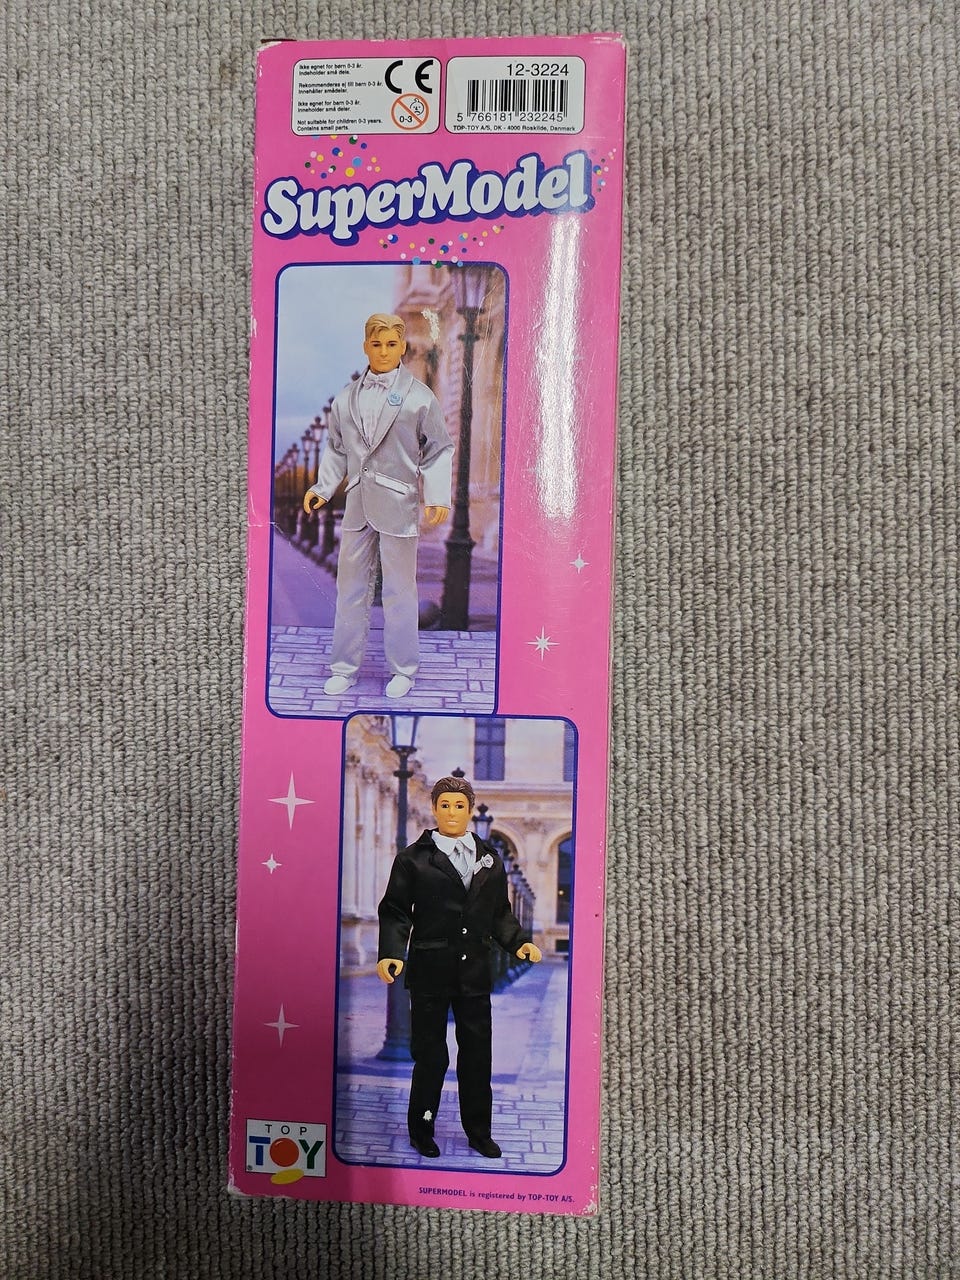 Ikke egnet for børn 0-3 år.
Indeholder små dele.
Rekommenderas ej till barn 0-3 år.
Innehåller smådelar.
Ikke egnet for barn 0-3 år.
Inneholder små deler.
Not suitable for children 0-3 years.
Contains small parts.
CE
0-3
12-3224
5 766181 232245
TOP-TOY A/S, DK - 4000 Roskilde, Danmark
SuperModel
TOP
TOY
®
SUPERMODEL is registered by TOP-TOY A/S.